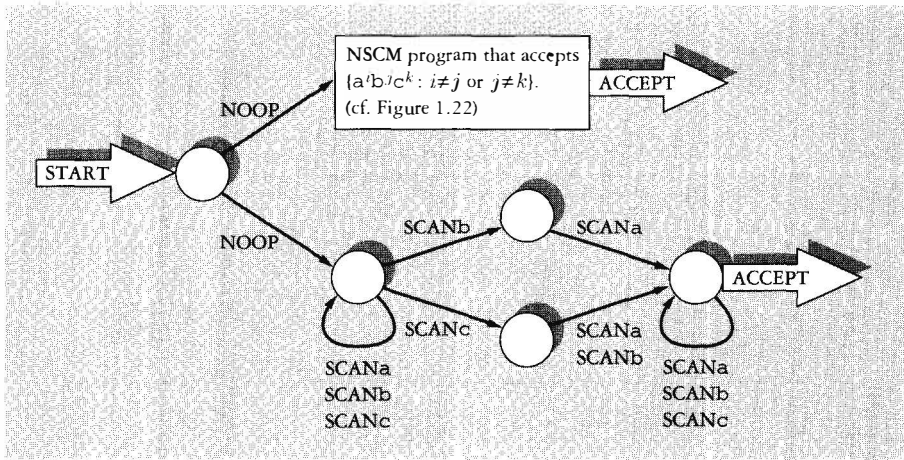 NSCM program that accepts
{aⁱbʲcᵏ: i≠j or j≠k}.
(cf. Figure 1.22)
ACCEPT
NOOP
START
NOOP
SCANb
SCANa
ACCEPT
SCANc
SCANa
SCANb
SCANa
SCANb
SCANc
SCANa
SCANb
SCANc